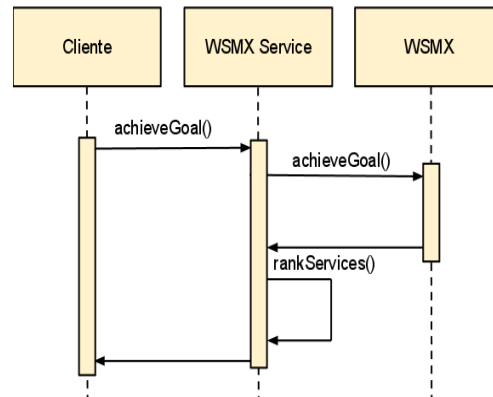 Cliente
WSMX Service
WSMX
achieveGoal()
achieveGoal()
rankServices()